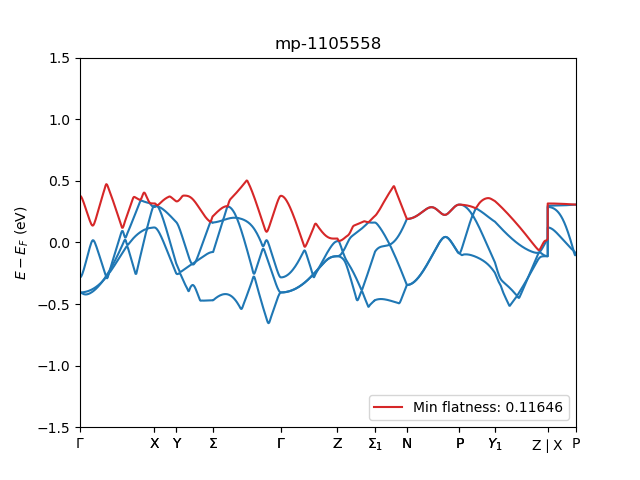 mp-1105558
E − E_F (eV)
1.5
1.0
0.5
0.0
−0.5
−1.0
−1.5
Γ X Y Σ Γ Z Σ₁ N P Y₁ Z | X P
Min flatness: 0.11646